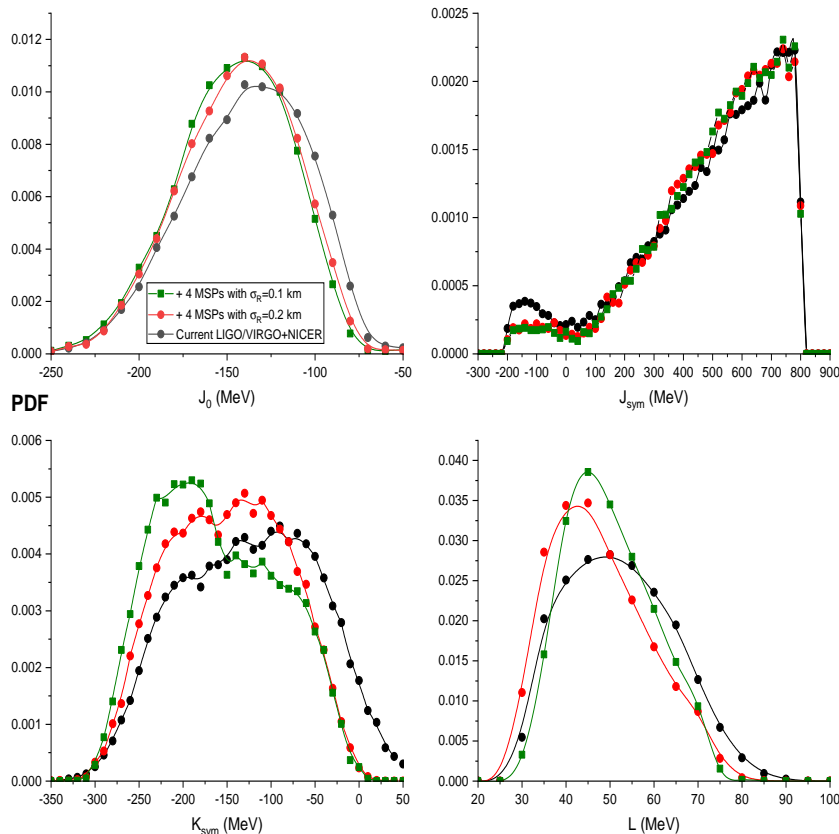 0.012
0.010
0.008
0.006
0.004
0.002
0.000
-250 -200 -150 -100 -50
J0 (MeV)
+ 4 MSPs with σR=0.1 km
+ 4 MSPs with σR=0.2 km
Current LIGO/VIRGO+NICER
0.0025
0.0020
0.0015
0.0010
0.0005
0.0000
-300 -200 -100 0 100 200 300 400 500 600 700 800 900
Jsym (MeV)
PDF
0.006
0.005
0.004
0.003
0.002
0.001
0.000
-350 -300 -250 -200 -150 -100 -50 0 50
Ksym (MeV)
0.040
0.035
0.030
0.025
0.020
0.015
0.010
0.005
0.000
20 30 40 50 60 70 80 90 100
L (MeV)